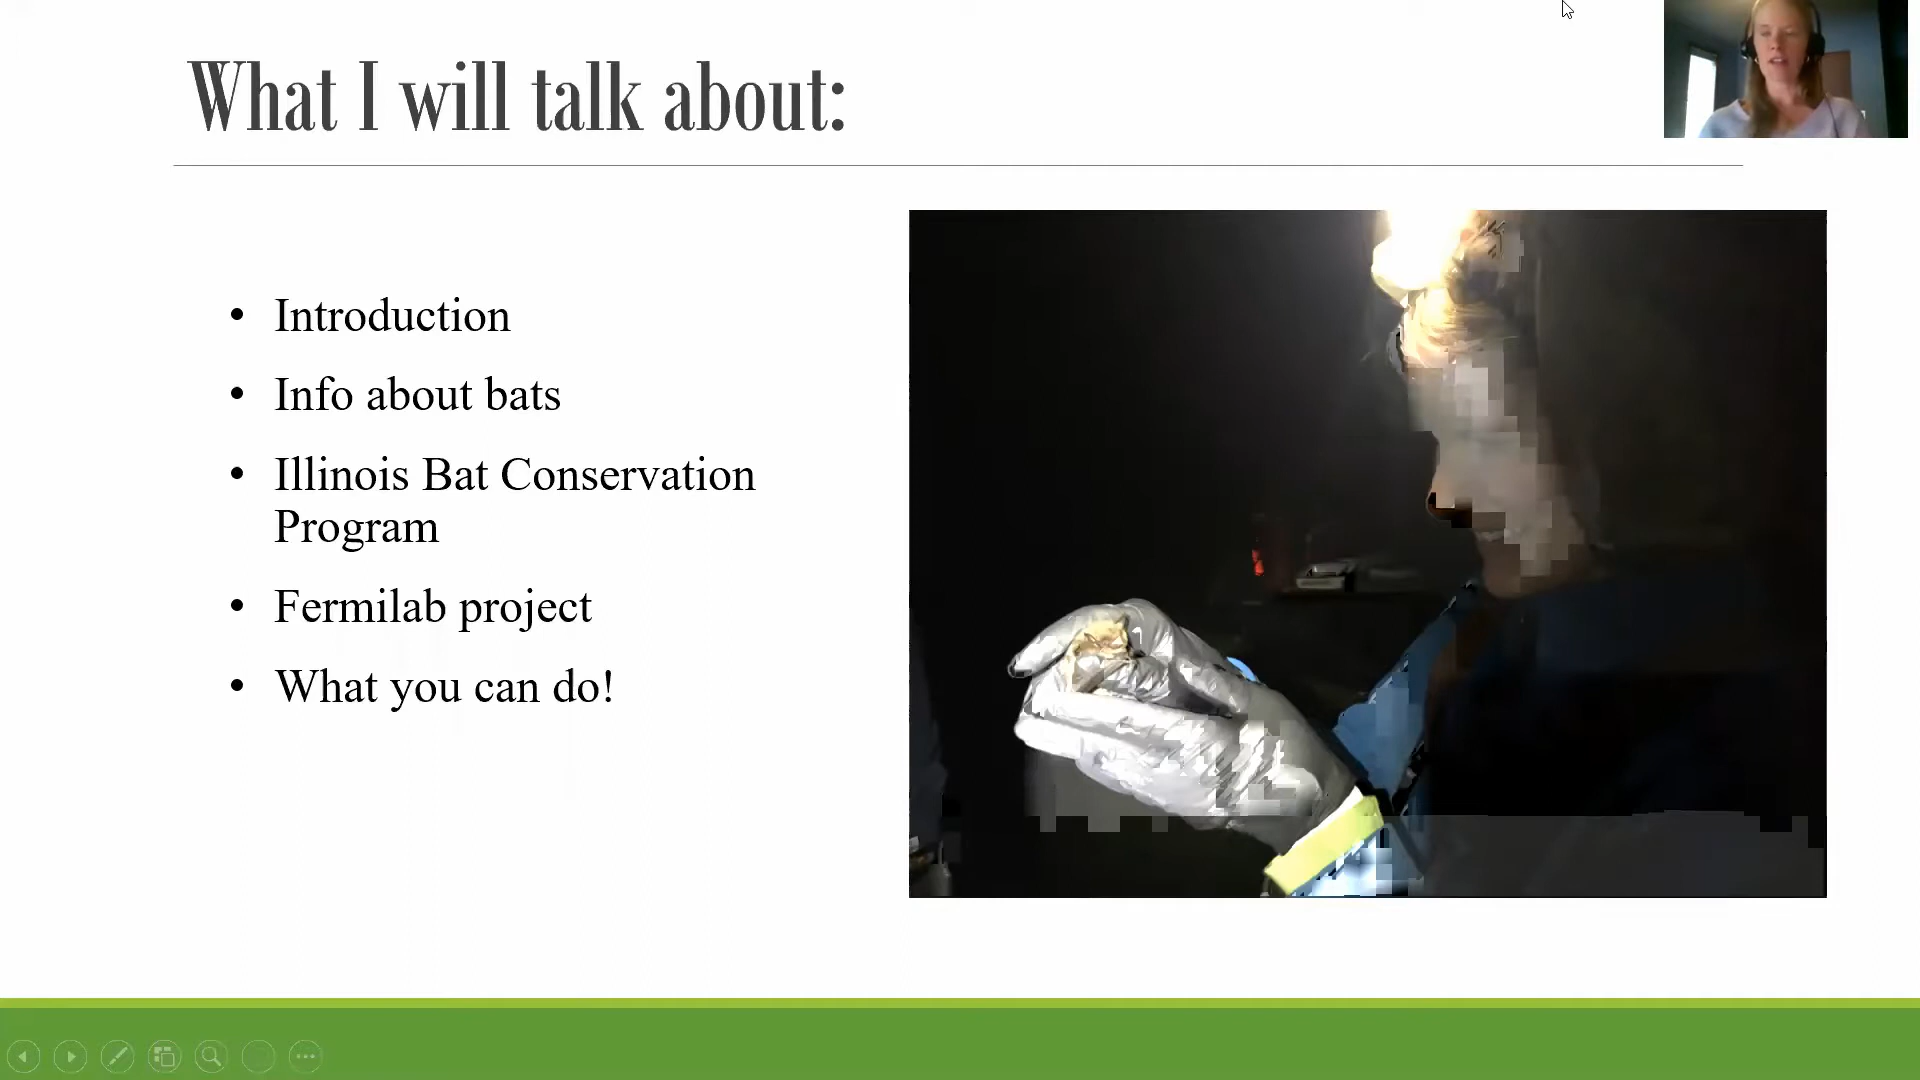 What I will talk about:
• Introduction
• Info about bats
• Illinois Bat Conservation
Program
• Fermilab project
• What you can do!